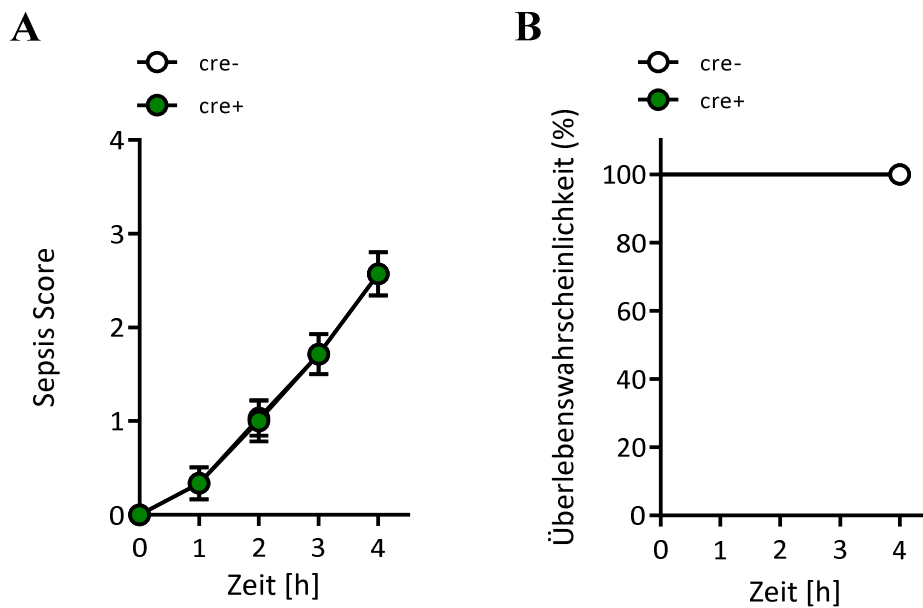 A
cre-
cre+
4
3
2
1
0
Sepsis Score
0 1 2 3 4
Zeit [h]
B
cre-
cre+
100
80
60
40
20
0
Überlebenswahrscheinlichkeit (%)
0 1 2 3 4
Zeit [h]